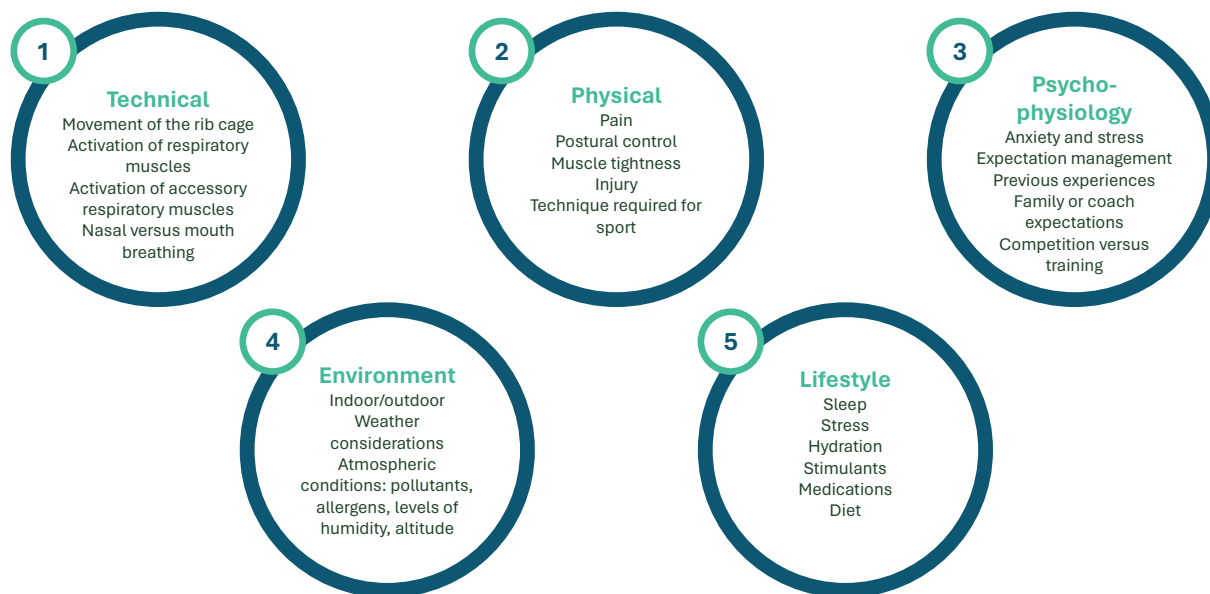 1
Technical
Movement of the rib cage
Activation of respiratory
muscles
Activation of accessory
respiratory muscles
Nasal versus mouth
breathing
2
Physical
Pain
Postural control
Muscle tightness
Injury
Technique required for
sport
3
Psycho-
physiology
Anxiety and stress
Expectation management
Previous experiences
Family or coach
expectations
Competition versus
training
4
Environment
Indoor/outdoor
Weather
considerations
Atmospheric
conditions: pollutants,
allergens, levels of
humidity, altitude
5
Lifestyle
Sleep
Stress
Hydration
Stimulants
Medications
Diet